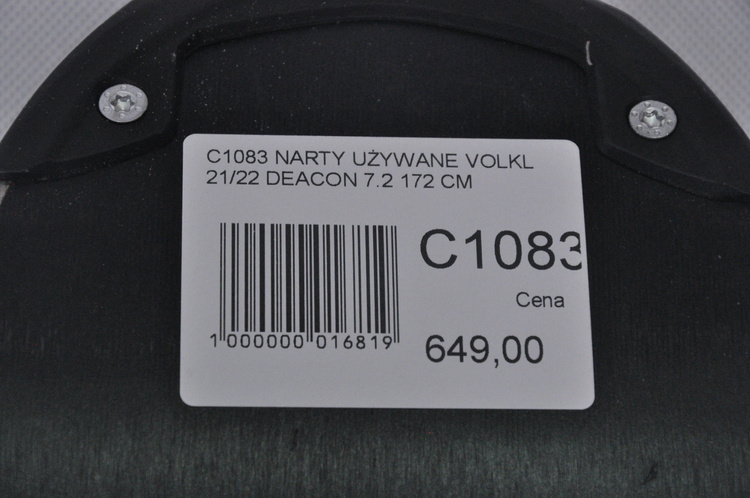 C1083 NARTY UŻYWANE VOLKL
21/22 DEACON 7.2 172 CM
C1083
Cena
1 000000 016819
649,00